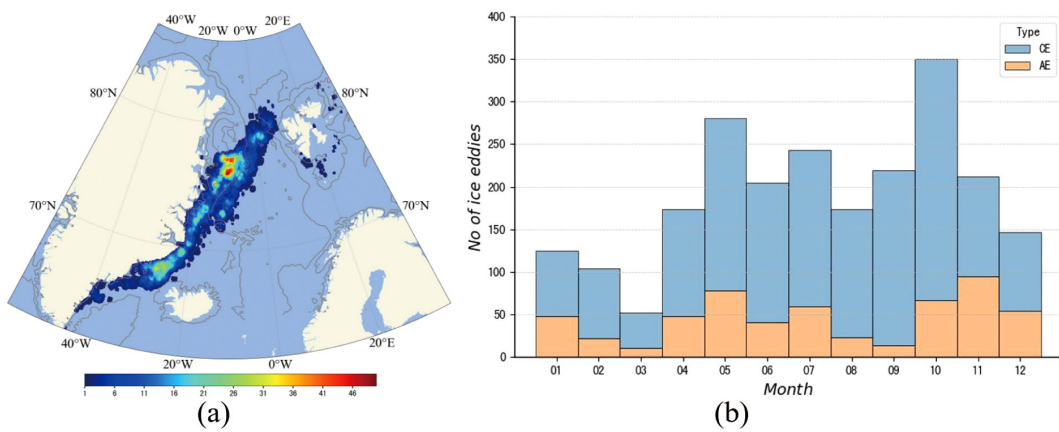 40°W
20°W
0°W
20°E
80°N
80°N
70°N
70°N
40°W
20°W
0°W
20°E
1 6 11 16 21 26 31 36 41 46
(a)
No of ice eddies
400
350
300
250
200
150
100
50
0
Type
CE
AE
01 02 03 04 05 06 07 08 09 10 11 12
Month
(b)